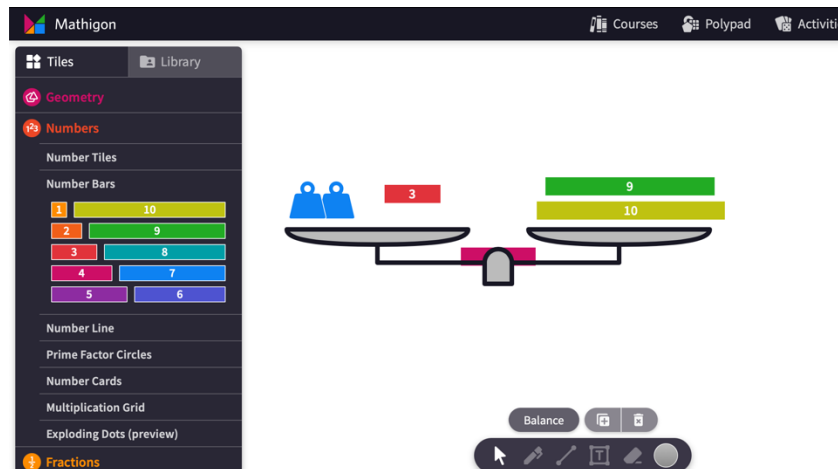 Mathigon
Courses
Polypad
Activiti
Tiles
Library
Geometry
123 Numbers
Number Tiles
Number Bars
1 10
2 9
3 8
4 7
5 6
Number Line
Prime Factor Circles
Number Cards
Multiplication Grid
Exploding Dots (preview)
Fractions
3
9
10
Balance
T